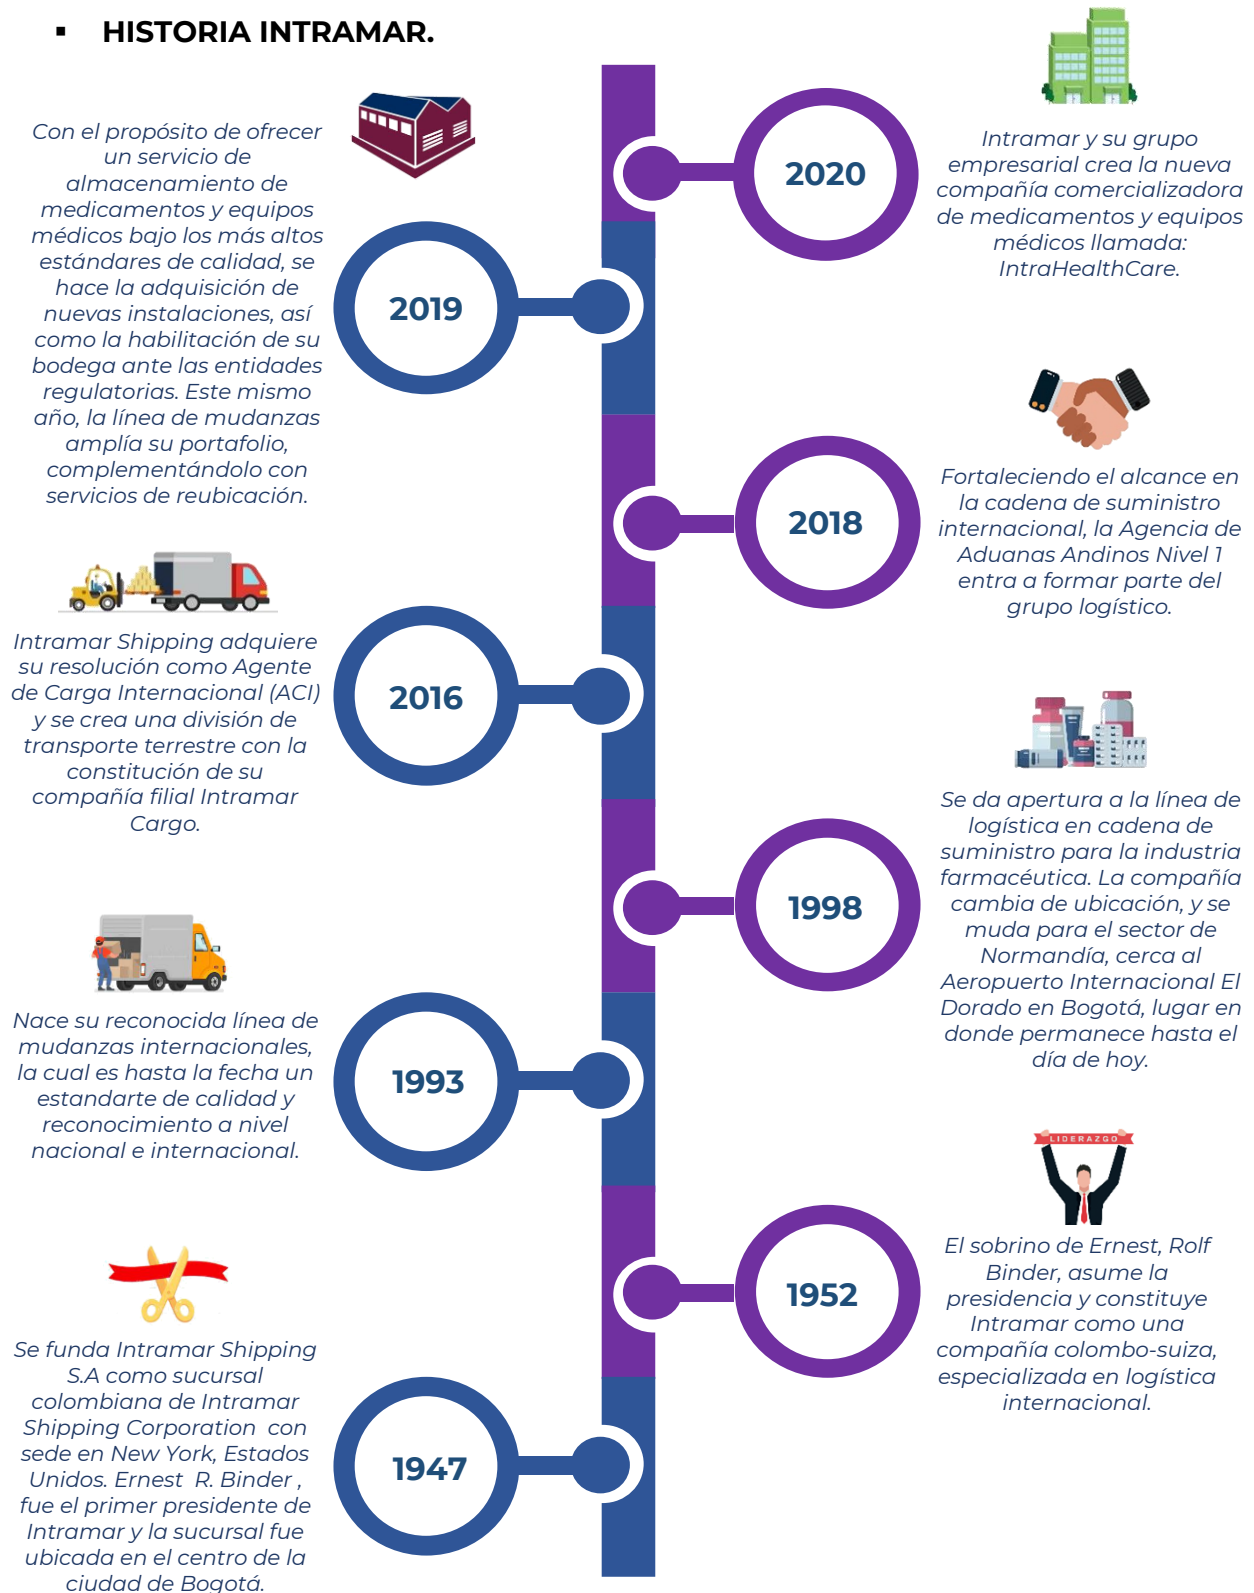 ▪ HISTORIA INTRAMAR.
2020
Intramar y su grupo
empresarial crea la nueva
compañía comercializadora
de medicamentos y equipos
médicos llamada:
IntraHealthCare.
Con el propósito de ofrecer
un servicio de
almacenamiento de
medicamentos y equipos
médicos bajo los más altos
estándares de calidad, se
hace la adquisición de
nuevas instalaciones, así
como la habilitación de su
bodega ante las entidades
regulatorias. Este mismo
año, la línea de mudanzas
amplía su portafolio,
complementándolo con
servicios de reubicación.
2019
2018
Fortaleciendo el alcance en
la cadena de suministro
internacional, la Agencia de
Aduanas Andinos Nivel 1
entra a formar parte del
grupo logístico.
Intramar Shipping adquiere
su resolución como Agente
de Carga Internacional (ACI)
y se crea una división de
transporte terrestre con la
constitución de su
compañía filial Intramar
Cargo.
2016
1998
Se da apertura a la línea de
logística en cadena de
suministro para la industria
farmacéutica. La compañía
cambia de ubicación, y se
muda para el sector de
Normandía, cerca al
Aeropuerto Internacional El
Dorado en Bogotá, lugar en
donde permanece hasta el
día de hoy.
Nace su reconocida línea de
mudanzas internacionales,
la cual es hasta la fecha un
estandarte de calidad y
reconocimiento a nivel
nacional e internacional.
1993
LIDERAZGO
1952
El sobrino de Ernest, Rolf
Binder, asume la
presidencia y constituye
Intramar como una
compañía colombo-suiza,
especializada en logística
internacional.
Se funda Intramar Shipping
S.A como sucursal
colombiana de Intramar
Shipping Corporation con
sede en New York, Estados
Unidos. Ernest R. Binder ,
fue el primer presidente de
Intramar y la sucursal fue
ubicada en el centro de la
ciudad de Bogotá.
1947